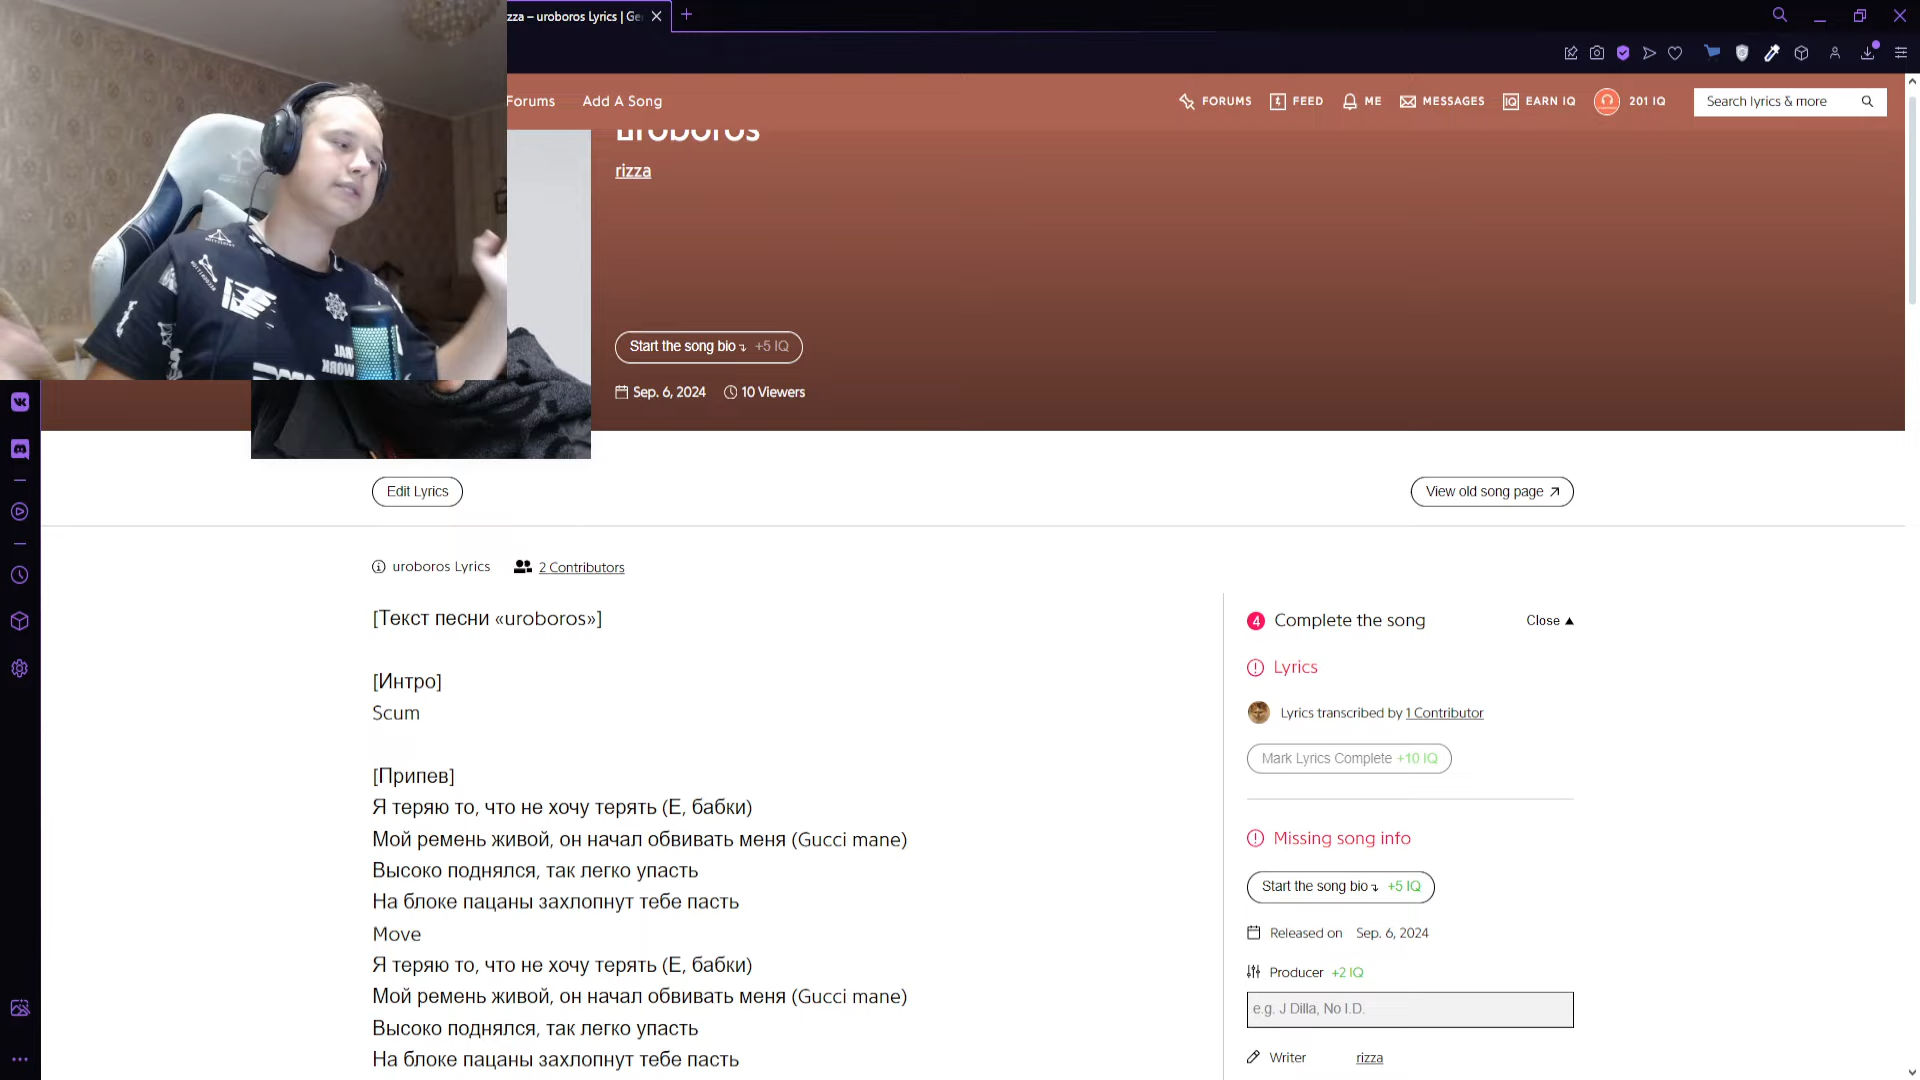 zza – uroboros Lyrics | Ge
Forums
Add A Song
FORUMS
FEED
ME
MESSAGES
EARN IQ
201 IQ
Search lyrics & more
uroboros
rizza
Start the song bio +5 IQ
Sep. 6, 2024
10 Viewers
Edit Lyrics
View old song page
uroboros Lyrics
2 Contributors
[Текст песни «uroboros»]
[Интро]
Scum
[Припев]
Я теряю то, что не хочу терять (Е, бабки)
Мой ремень живой, он начал обвивать меня (Gucci mane)
Высоко поднялся, так легко упасть
На блоке пацаны захлопнут тебе пасть
Move
Я теряю то, что не хочу терять (Е, бабки)
Мой ремень живой, он начал обвивать меня (Gucci mane)
Высоко поднялся, так легко упасть
На блоке пацаны захлопнут тебе пасть
4 Complete the song
Close
Lyrics
Lyrics transcribed by 1 Contributor
Mark Lyrics Complete +10 IQ
Missing song info
Start the song bio +5 IQ
Released on Sep. 6, 2024
Producer +2 IQ
e.g. J Dilla, No I.D.
Writer rizza